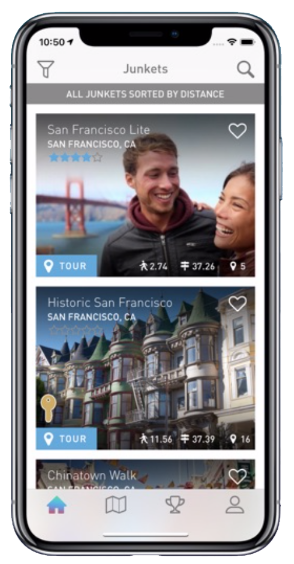 10:50
Junkets
ALL JUNKETS SORTED BY DISTANCE
San Francisco Lite
SAN FRANCISCO, CA
TOUR 2.74 37.26 5
Historic San Francisco
SAN FRANCISCO, CA
TOUR 11.56 37.39 16
Chinatown Walk
SAN FRANCISCO, CA